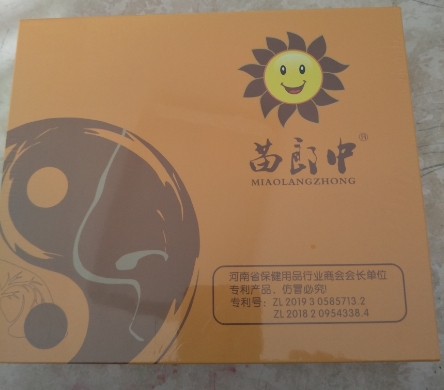 苗郎中®
MIAOLANGZHONG
河南省保健用品行业商会会长单位
专利产品，仿冒必究!
专利号：ZL 2019 3 0585713.2
ZL 2018 2 0954338.4